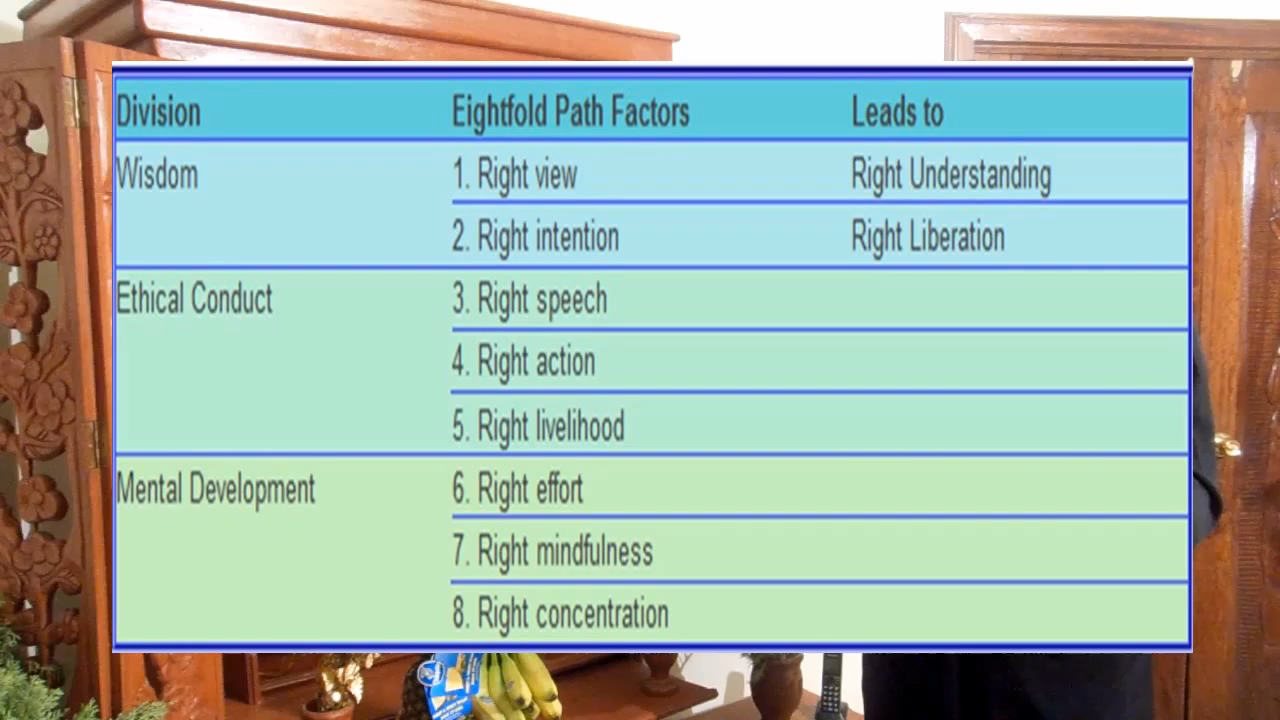 Division Eightfold Path Factors Leads to
Wisdom 1. Right view Right Understanding
2. Right intention Right Liberation
Ethical Conduct 3. Right speech
4. Right action
5. Right livelihood
Mental Development 6. Right effort
7. Right mindfulness
8. Right concentration